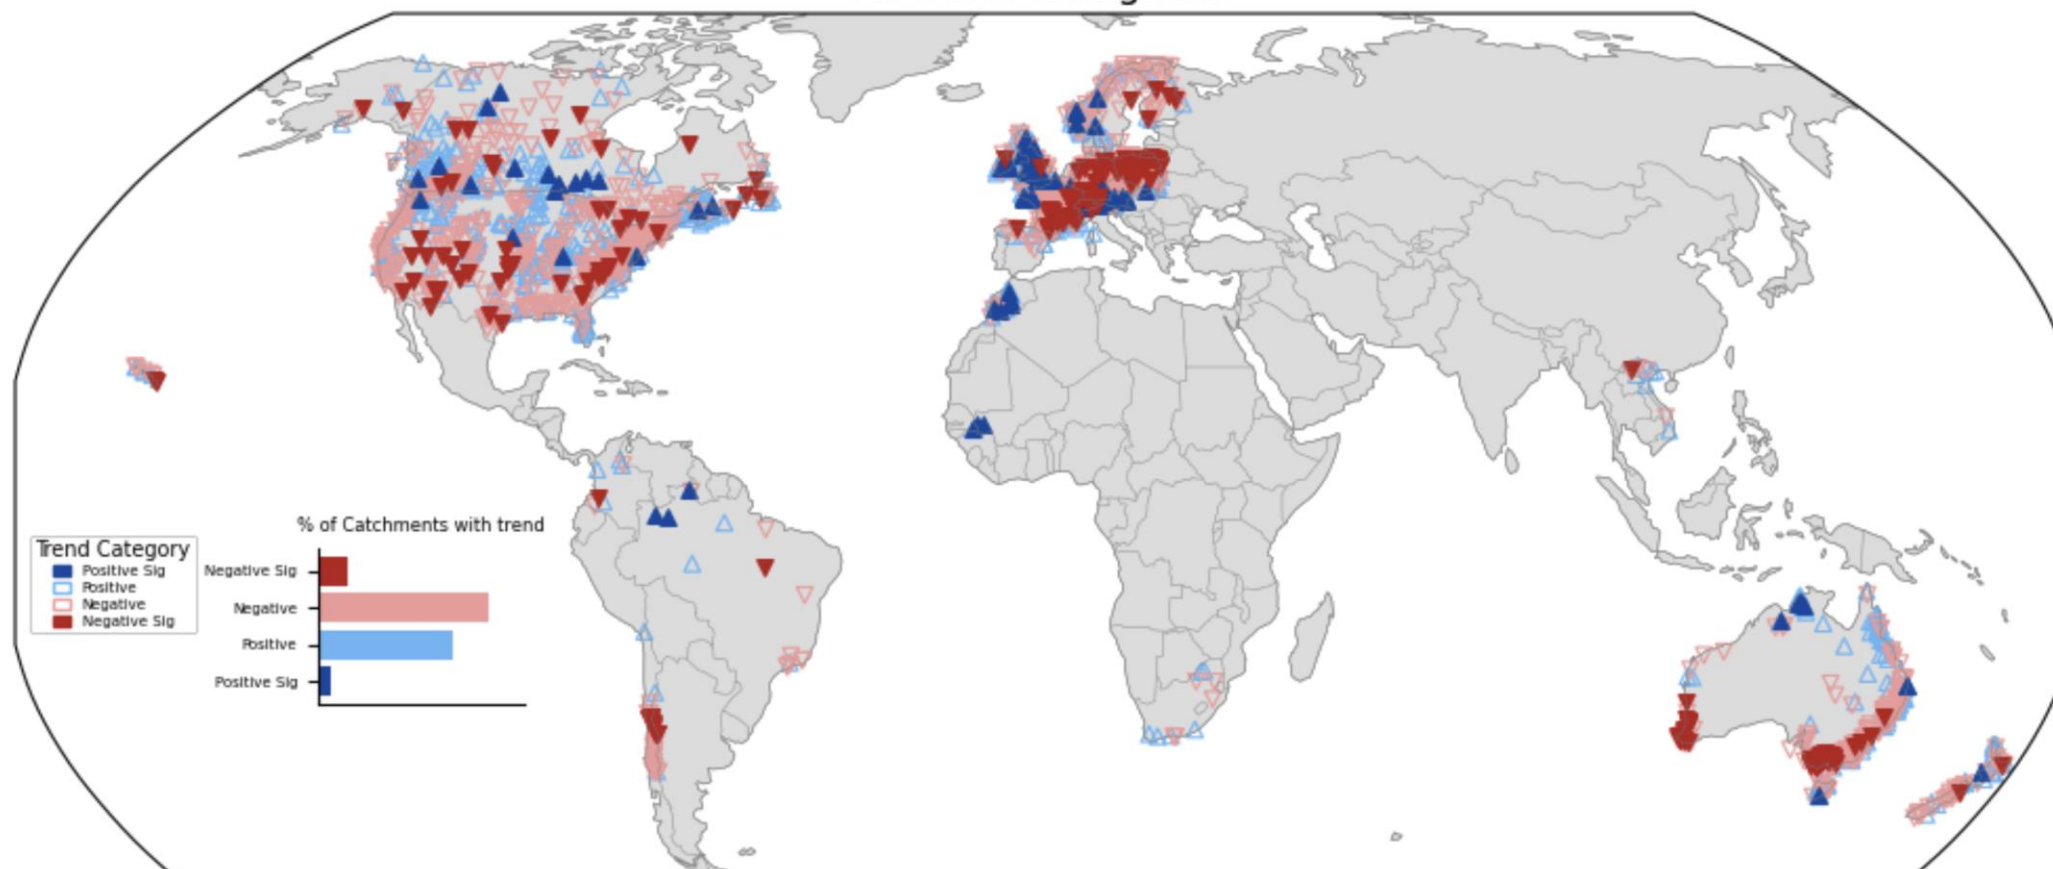 % of Catchments with trend
Trend Category
Positive Sig
Positive
Negative
Negative Sig
Negative Sig
Negative
Positive
Positive Sig